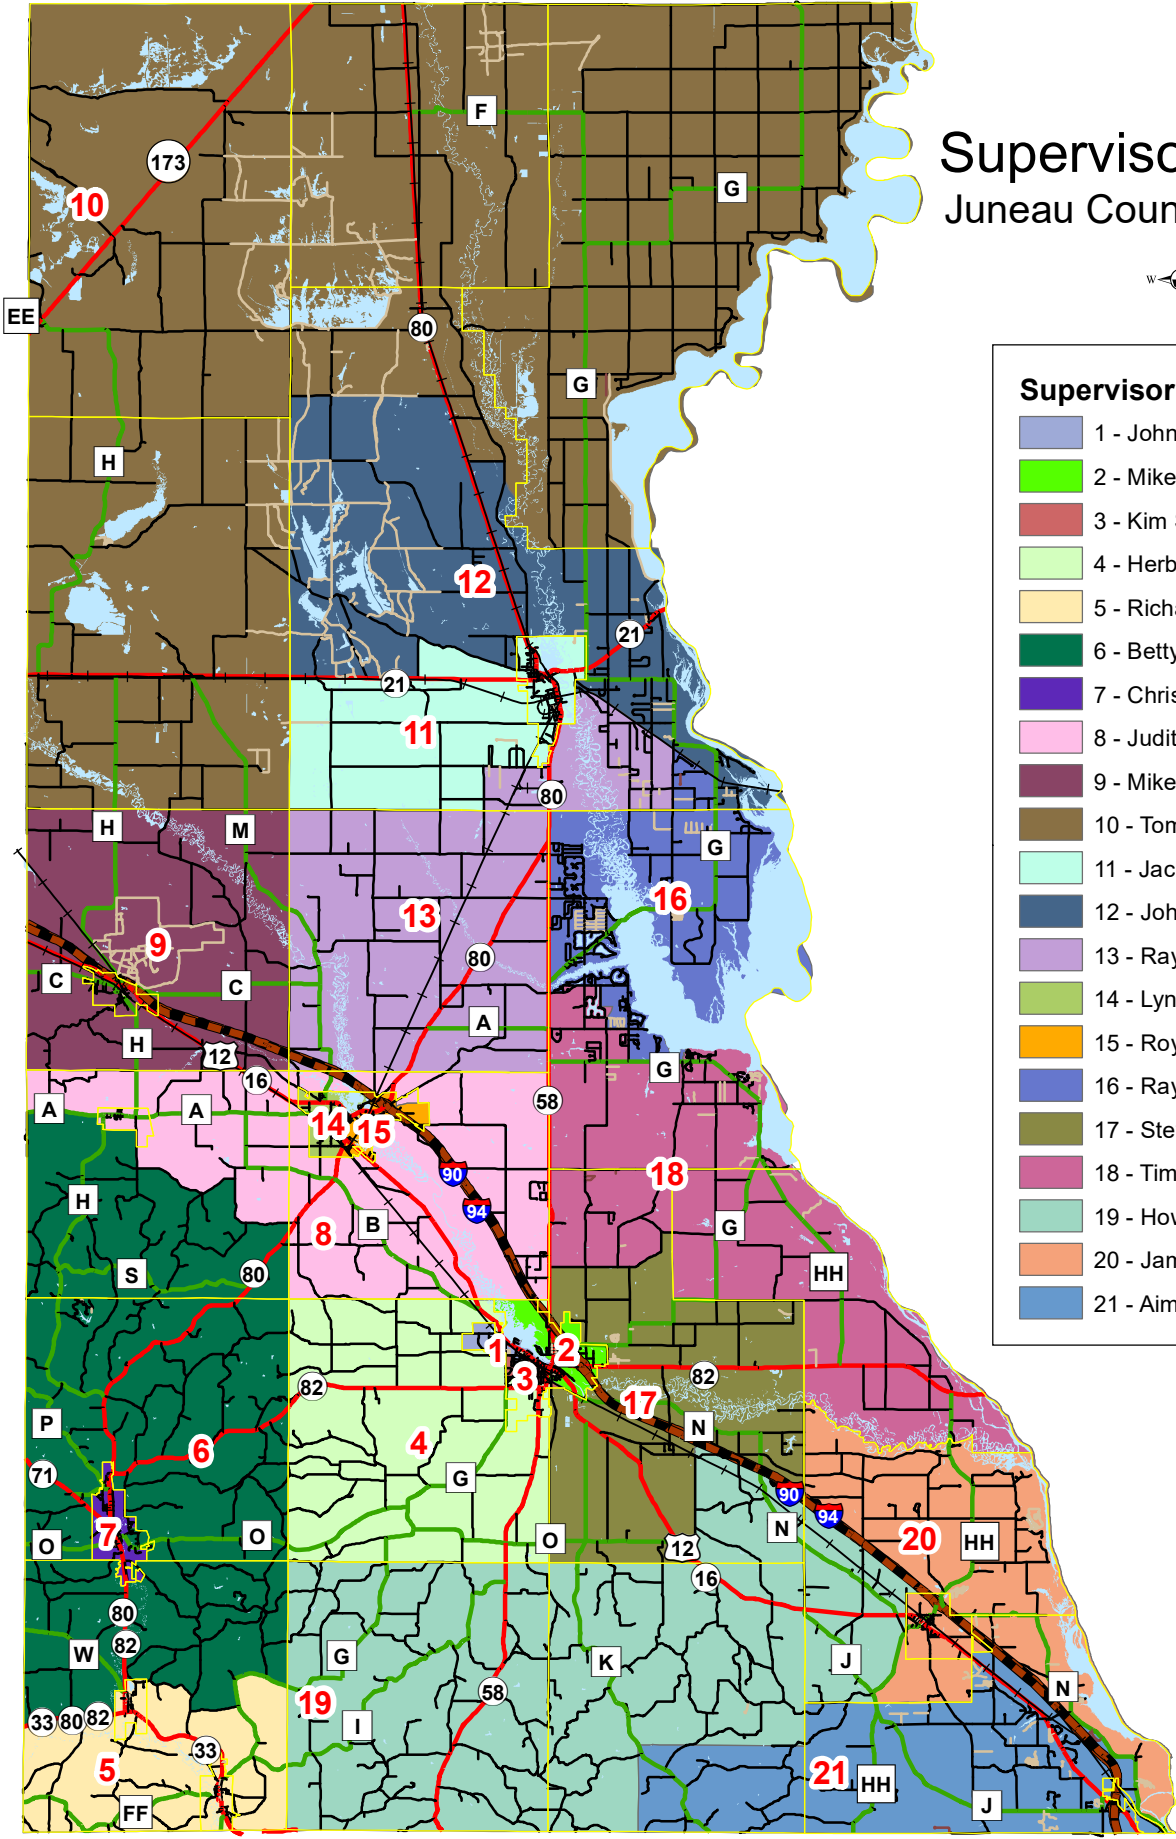 Superviso
Juneau Coun
W
Supervisor
1 - John
2 - Mike
3 - Kim
4 - Herb
5 - Richa
6 - Betty
7 - Chris
8 - Judit
9 - Mike
10 - Tom
11 - Jac
12 - Joh
13 - Ray
14 - Lyn
15 - Roy
16 - Ray
17 - Ste
18 - Tim
19 - How
20 - Jam
21 - Aim
F
173
G
10
EE
80
G
H
12
21
21
11
80
H
M
G
16
13
9
80
C
C
A
H
12
G
16
58
A
A
14
15
90
18
H
94
8
B
G
HH
S
80
1
2
3
82
82
17
P
N
4
6
71
G
90
94
7
O
O
O
N
20
HH
12
16
80
82
W
G
K
J
19
58
N
33
80
82
I
33
5
21
HH
FF
J